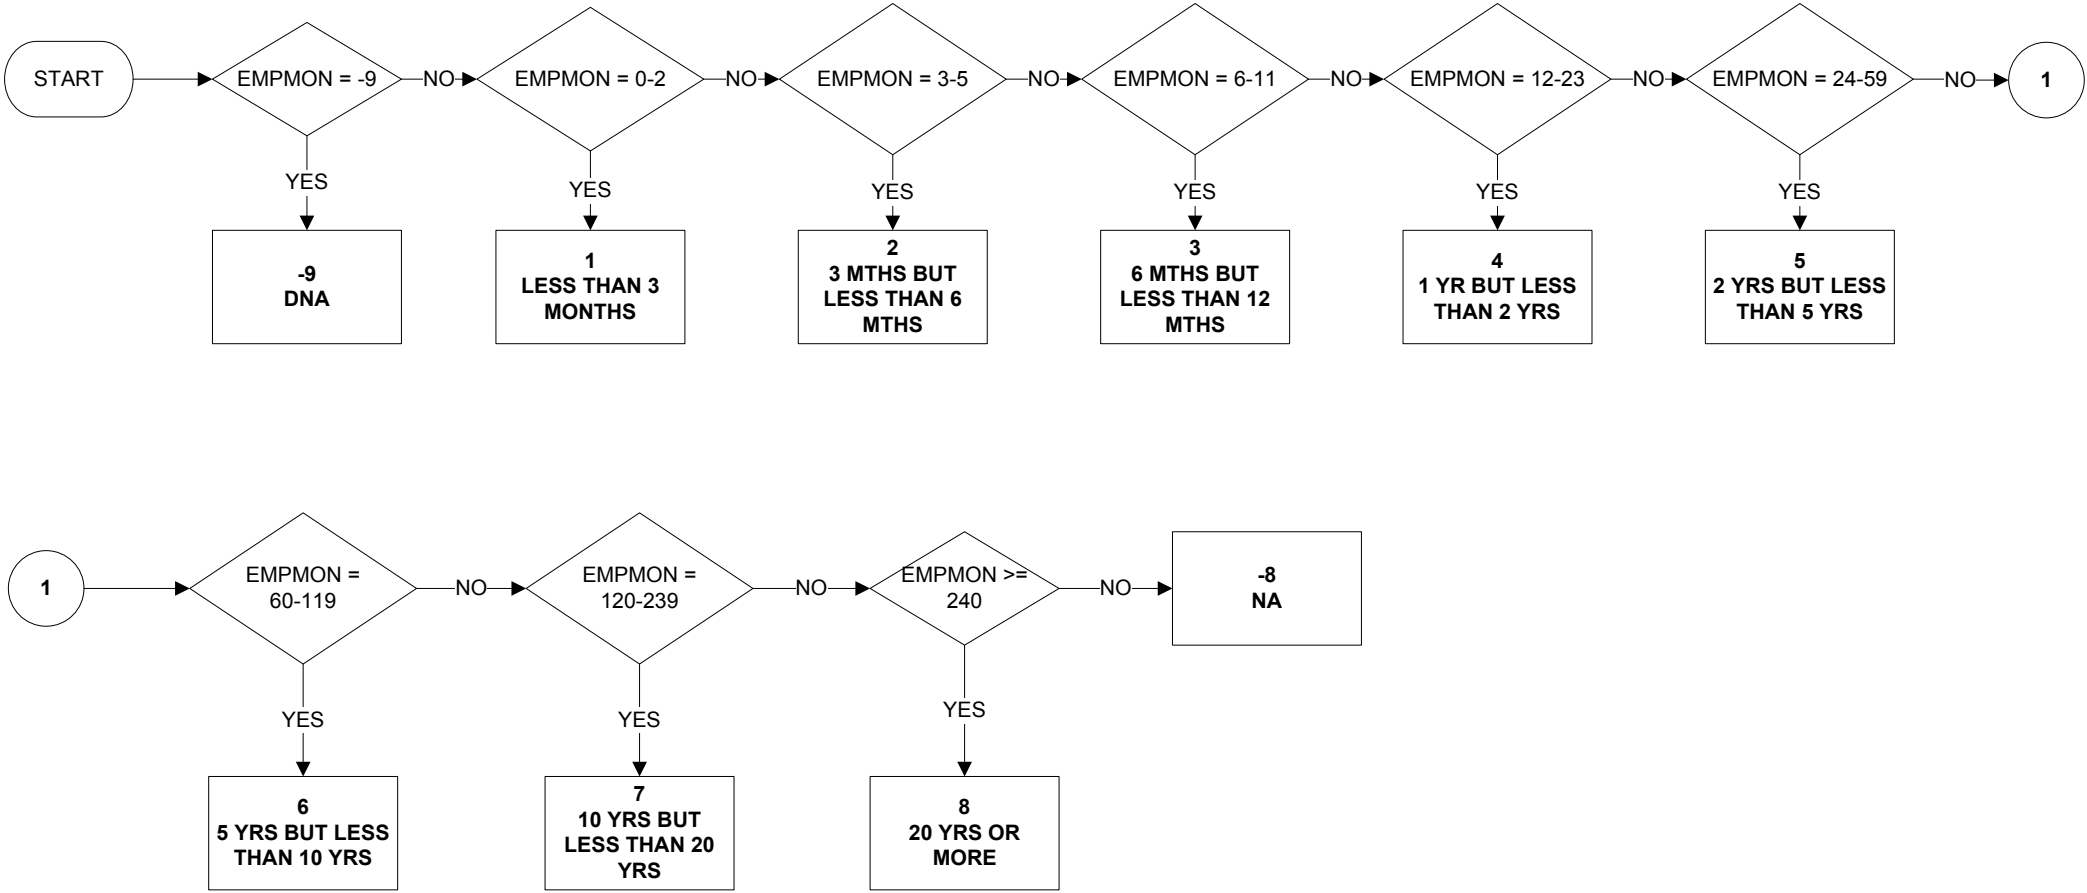 START
EMPMON = -9
NO
EMPMON = 0-2
NO
EMPMON = 3-5
NO
EMPMON = 6-11
NO
EMPMON = 12-23
NO
EMPMON = 24-59
NO
1
YES
YES
YES
YES
YES
YES
-9
DNA
1
LESS THAN 3
MONTHS
2
3 MTHS BUT
LESS THAN 6
MTHS
3
6 MTHS BUT
LESS THAN 12
MTHS
4
1 YR BUT LESS
THAN 2 YRS
5
2 YRS BUT LESS
THAN 5 YRS
1
EMPMON =
60-119
NO
EMPMON =
120-239
NO
EMPMON >=
240
NO
-8
NA
YES
YES
YES
6
5 YRS BUT LESS
THAN 10 YRS
7
10 YRS BUT
LESS THAN 20
YRS
8
20 YRS OR
MORE